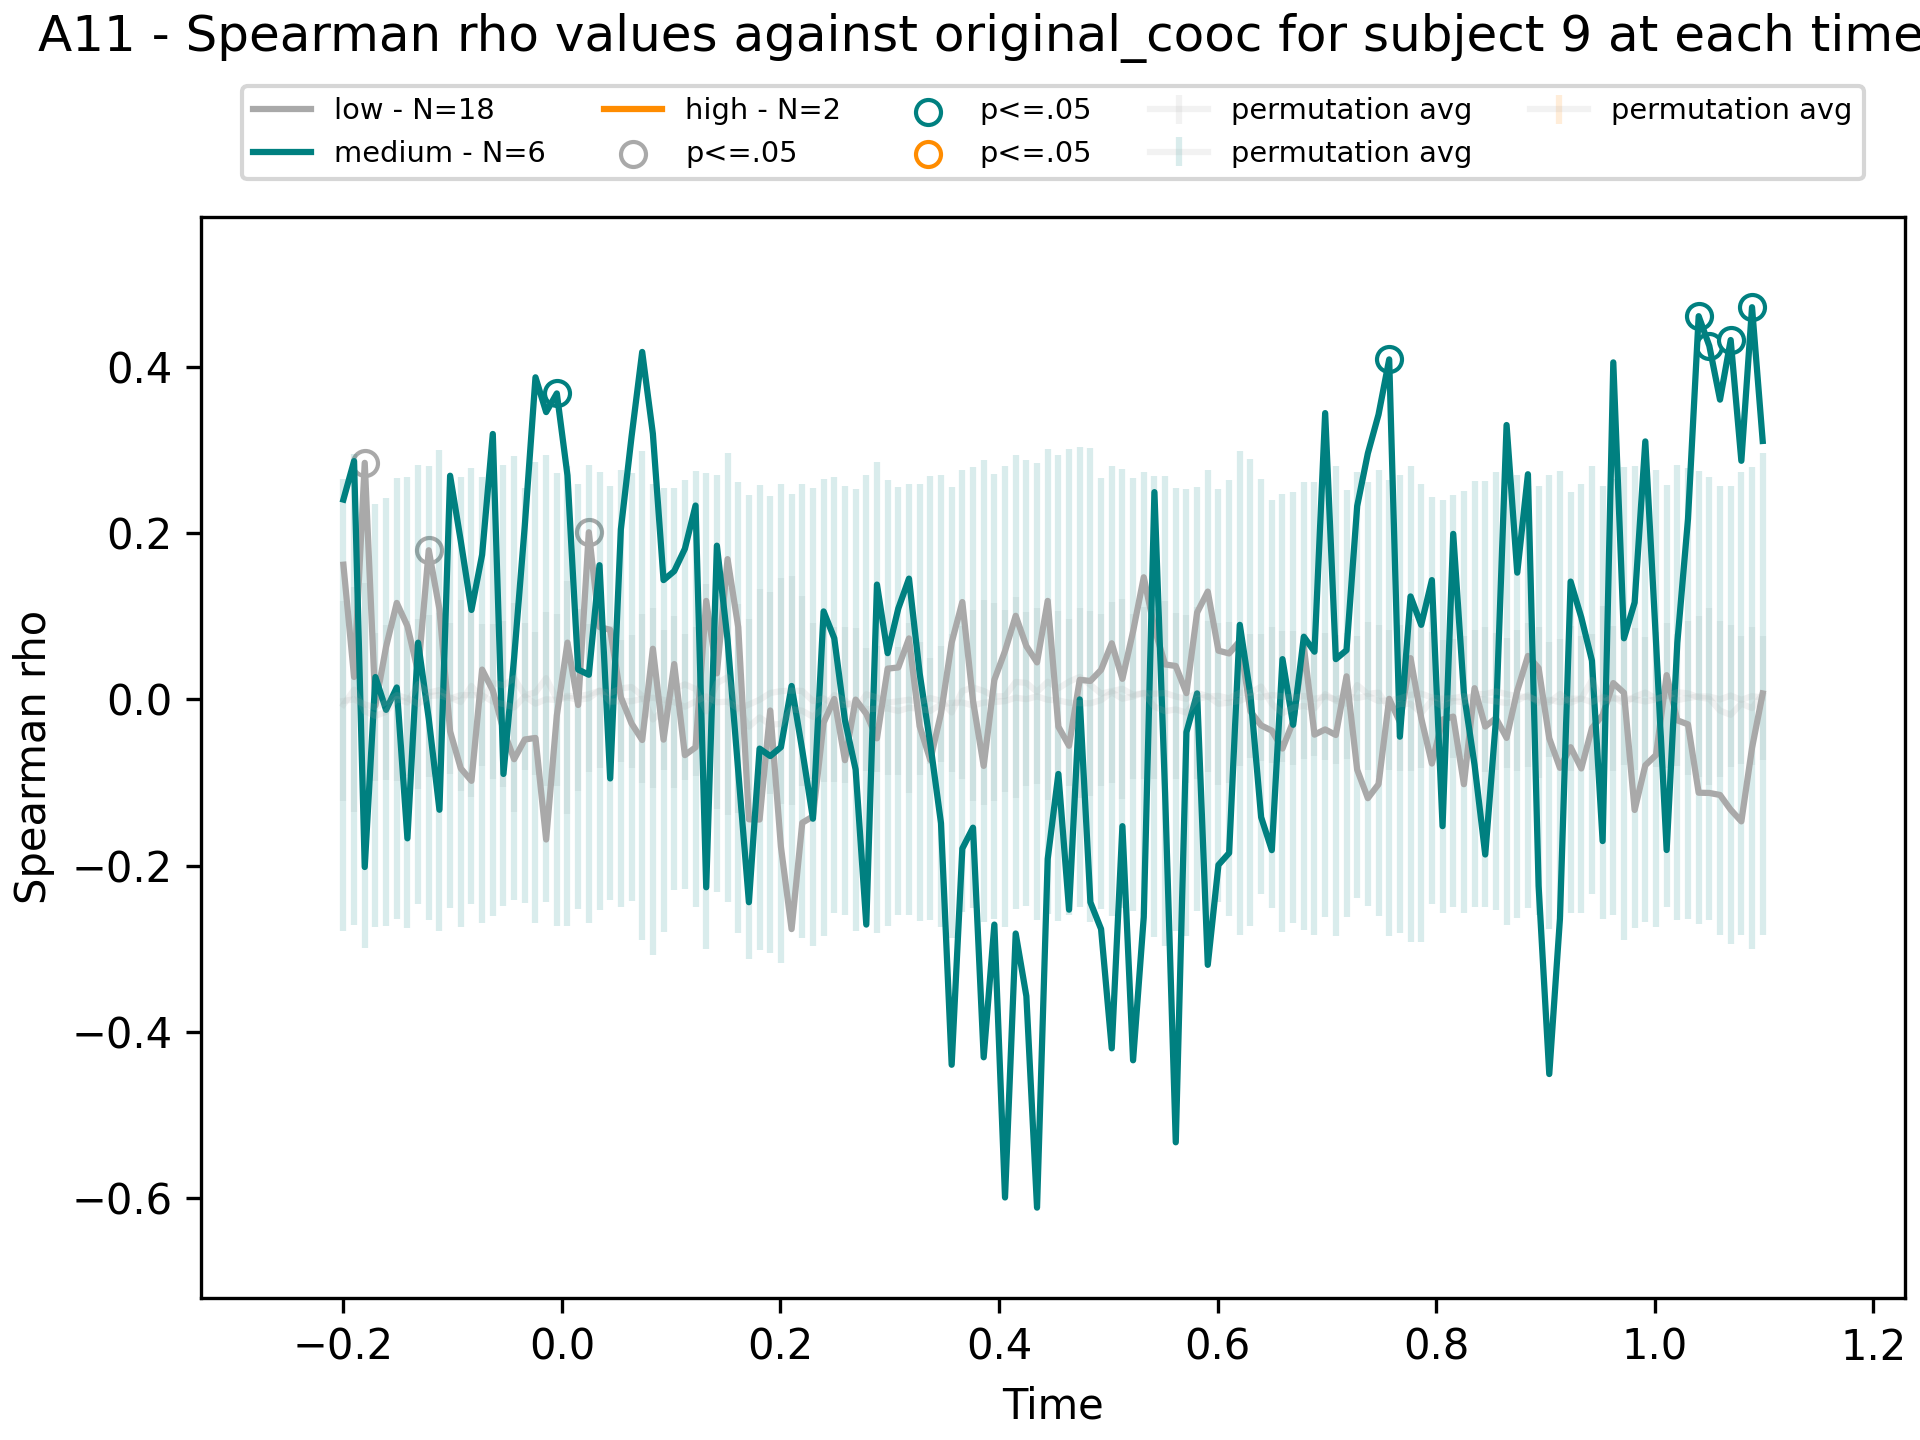 A11 - Spearman rho values against original_cooc for subject 9 at each time
low - N=18
medium - N=6
high - N=2
p<=.05
p<=.05
p<=.05
permutation avg
permutation avg
permutation avg
Spearman rho
0.4
0.2
0.0
−0.2
−0.4
−0.6
−0.2 0.0 0.2 0.4 0.6 0.8 1.0 1.2
Time